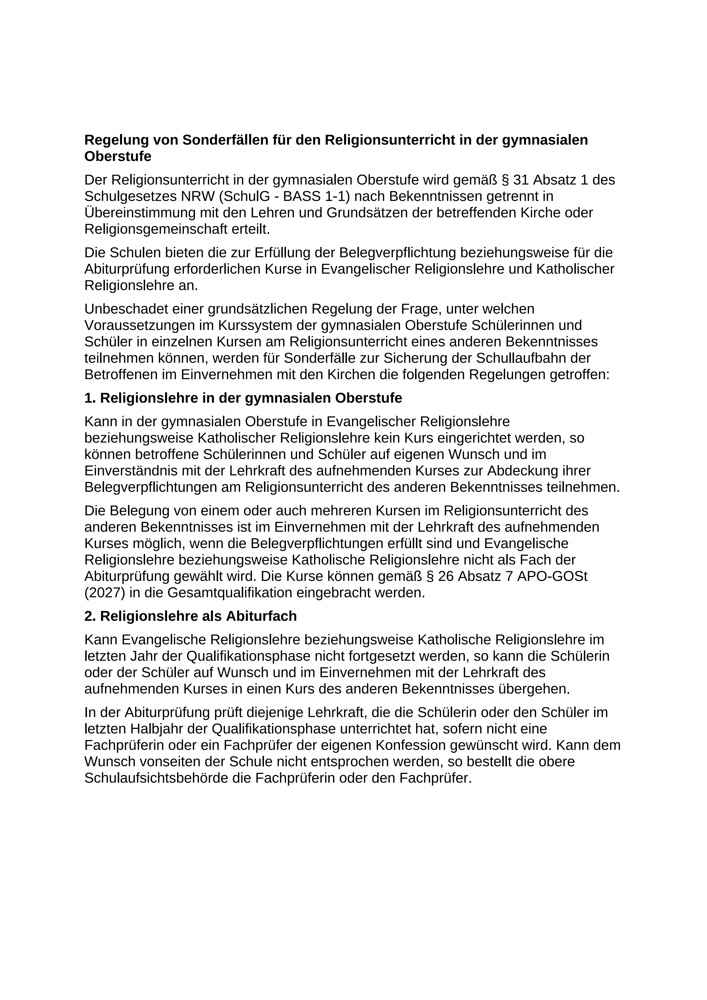 Regelung von Sonderfällen für den Religionsunterricht in der gymnasialen
Oberstufe
Der Religionsunterricht in der gymnasialen Oberstufe wird gemäß § 31 Absatz 1 des
Schulgesetzes NRW (SchulG - BASS 1-1) nach Bekenntnissen getrennt in
Übereinstimmung mit den Lehren und Grundsätzen der betreffenden Kirche oder
Religionsgemeinschaft erteilt.
Die Schulen bieten die zur Erfüllung der Belegverpflichtung beziehungsweise für die
Abiturprüfung erforderlichen Kurse in Evangelischer Religionslehre und Katholischer
Religionslehre an.
Unbeschadet einer grundsätzlichen Regelung der Frage, unter welchen
Voraussetzungen im Kurssystem der gymnasialen Oberstufe Schülerinnen und
Schüler in einzelnen Kursen am Religionsunterricht eines anderen Bekenntnisses
teilnehmen können, werden für Sonderfälle zur Sicherung der Schullaufbahn der
Betroffenen im Einvernehmen mit den Kirchen die folgenden Regelungen getroffen:
1. Religionslehre in der gymnasialen Oberstufe
Kann in der gymnasialen Oberstufe in Evangelischer Religionslehre
beziehungsweise Katholischer Religionslehre kein Kurs eingerichtet werden, so
können betroffene Schülerinnen und Schüler auf eigenen Wunsch und im
Einverständnis mit der Lehrkraft des aufnehmenden Kurses zur Abdeckung ihrer
Belegverpflichtungen am Religionsunterricht des anderen Bekenntnisses teilnehmen.
Die Belegung von einem oder auch mehreren Kursen im Religionsunterricht des
anderen Bekenntnisses ist im Einvernehmen mit der Lehrkraft des aufnehmenden
Kurses möglich, wenn die Belegverpflichtungen erfüllt sind und Evangelische
Religionslehre beziehungsweise Katholische Religionslehre nicht als Fach der
Abiturprüfung gewählt wird. Die Kurse können gemäß § 26 Absatz 7 APO-GOSt
(2027) in die Gesamtqualifikation eingebracht werden.
2. Religionslehre als Abiturfach
Kann Evangelische Religionslehre beziehungsweise Katholische Religionslehre im
letzten Jahr der Qualifikationsphase nicht fortgesetzt werden, so kann die Schülerin
oder der Schüler auf Wunsch und im Einvernehmen mit der Lehrkraft des
aufnehmenden Kurses in einen Kurs des anderen Bekenntnisses übergehen.
In der Abiturprüfung prüft diejenige Lehrkraft, die die Schülerin oder den Schüler im
letzten Halbjahr der Qualifikationsphase unterrichtet hat, sofern nicht eine
Fachprüferin oder ein Fachprüfer der eigenen Konfession gewünscht wird. Kann dem
Wunsch vonseiten der Schule nicht entsprochen werden, so bestellt die obere
Schulaufsichtsbehörde die Fachprüferin oder den Fachprüfer.